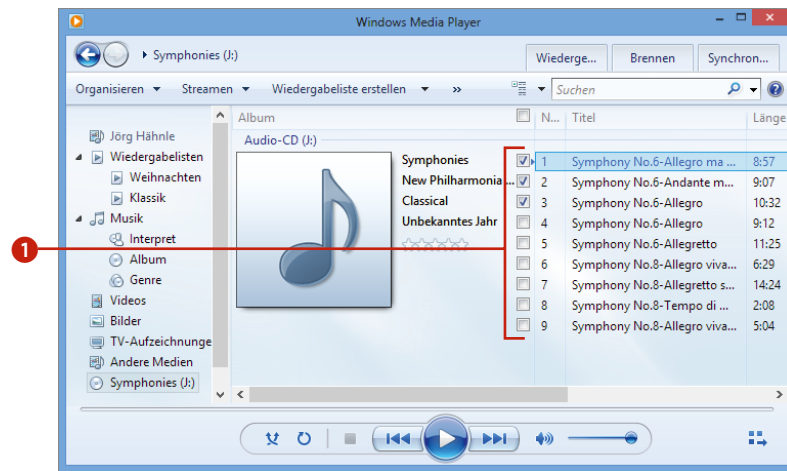 Windows Media Player
Symphonies (J:)
Wiederge... Brennen Synchron...
Organisieren Streamen Wiedergabeliste erstellen » Suchen
Album N... Titel Länge
Audio-CD (J:)
Jörg Hähnle
Wiedergabelisten
Weihnachten
Klassik
Musik
Interpret
Album
Genre
Videos
Bilder
TV-Aufzeichnunge
Andere Medien
Symphonies (J:)
Symphonies
New Philharmonia ...
Classical
Unbekanntes Jahr
1 Symphony No.6-Allegro ma ... 8:57
2 Symphony No.6-Andante m... 9:07
3 Symphony No.6-Allegro 10:32
4 Symphony No.6-Allegro 9:12
5 Symphony No.6-Allegretto 11:25
6 Symphony No.8-Allegro viva... 6:29
7 Symphony No.8-Allegretto s... 14:24
8 Symphony No.8-Tempo di ... 2:08
9 Symphony No.8-Allegro viva... 5:04
1